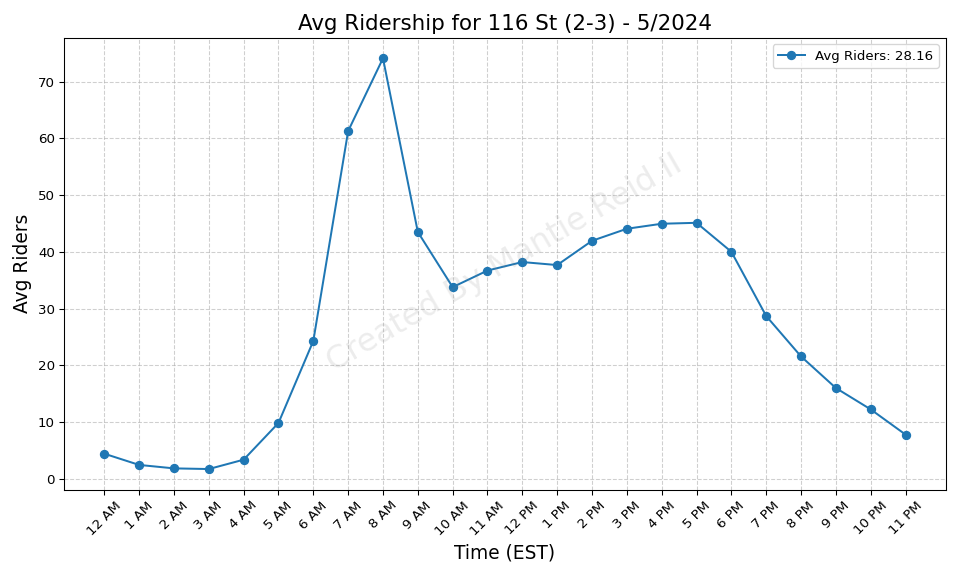 Avg Ridership for 116 St (2-3) - 5/2024
Avg Riders: 28.16
Avg Riders
70
60
50
40
30
20
10
0
Created By Mantle Reid II
12 AM
1 AM
2 AM
3 AM
4 AM
5 AM
6 AM
7 AM
8 AM
9 AM
10 AM
11 AM
12 PM
1 PM
2 PM
3 PM
4 PM
5 PM
6 PM
7 PM
8 PM
9 PM
10 PM
11 PM
Time (EST)